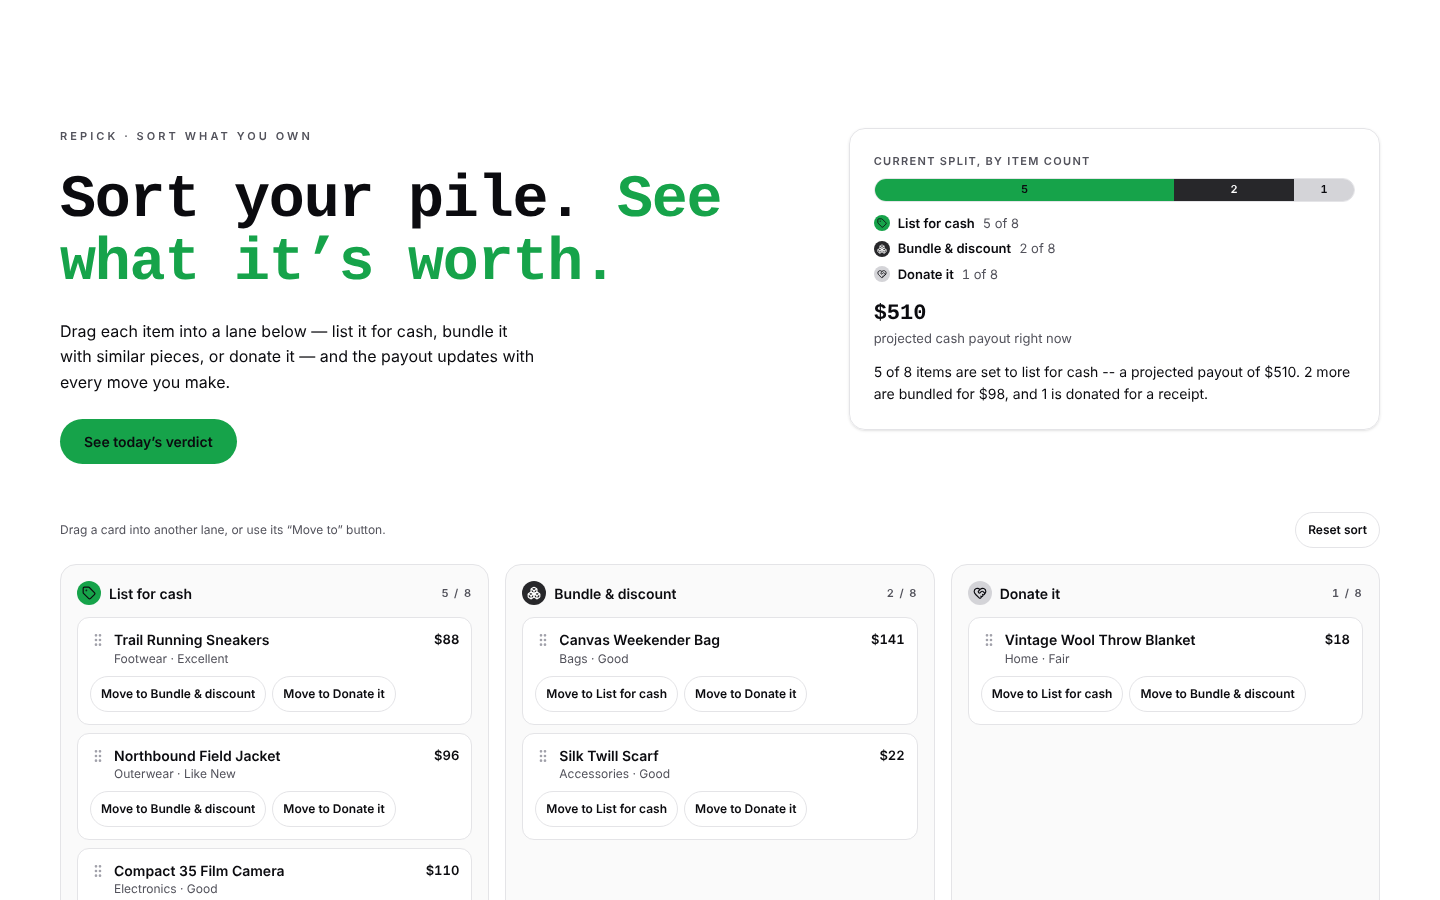 REPICK · SORT WHAT YOU OWN
Sort your pile. See
what it’s worth.
Drag each item into a lane below — list it for cash, bundle it
with similar pieces, or donate it — and the payout updates with
every move you make.
See today’s verdict
CURRENT SPLIT, BY ITEM COUNT
5 2 1
List for cash 5 of 8
Bundle & discount 2 of 8
Donate it 1 of 8
$510
projected cash payout right now
5 of 8 items are set to list for cash -- a projected payout of $510. 2 more
are bundled for $98, and 1 is donated for a receipt.
Drag a card into another lane, or use its “Move to” button.
Reset sort
List for cash 5 / 8
Trail Running Sneakers $88
Footwear · Excellent
Move to Bundle & discount Move to Donate it
Northbound Field Jacket $96
Outerwear · Like New
Move to Bundle & discount Move to Donate it
Compact 35 Film Camera $110
Electronics · Good
Bundle & discount 2 / 8
Canvas Weekender Bag $141
Bags · Good
Move to List for cash Move to Donate it
Silk Twill Scarf $22
Accessories · Good
Move to List for cash Move to Donate it
Donate it 1 / 8
Vintage Wool Throw Blanket $18
Home · Fair
Move to List for cash Move to Bundle & discount